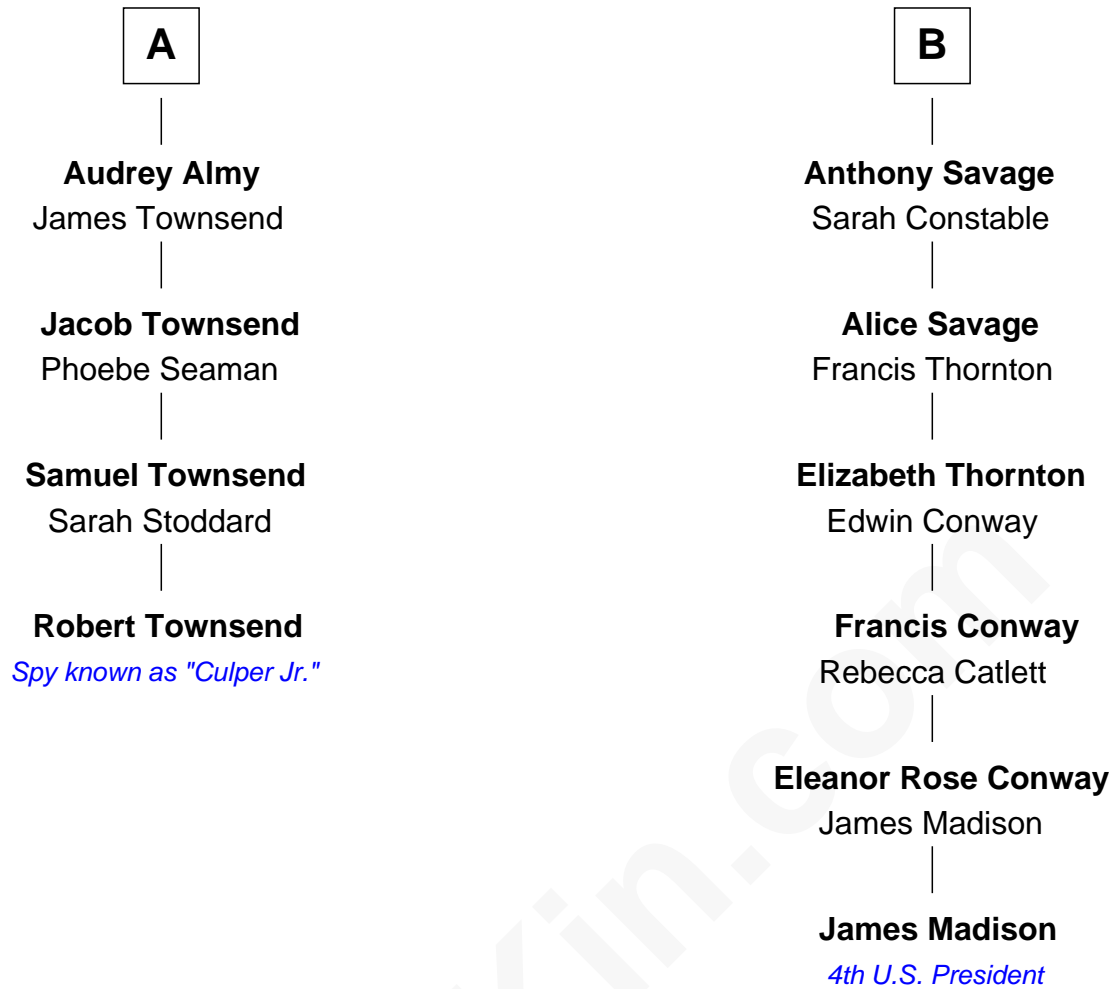 A
Audrey Almy
James Townsend
Jacob Townsend
Phoebe Seaman
Samuel Townsend
Sarah Stoddard
Robert Townsend
Spy known as "Culper Jr."
B
Anthony Savage
Sarah Constable
Alice Savage
Francis Thornton
Elizabeth Thornton
Edwin Conway
Francis Conway
Rebecca Catlett
Eleanor Rose Conway
James Madison
James Madison
4th U.S. President
Kin.com